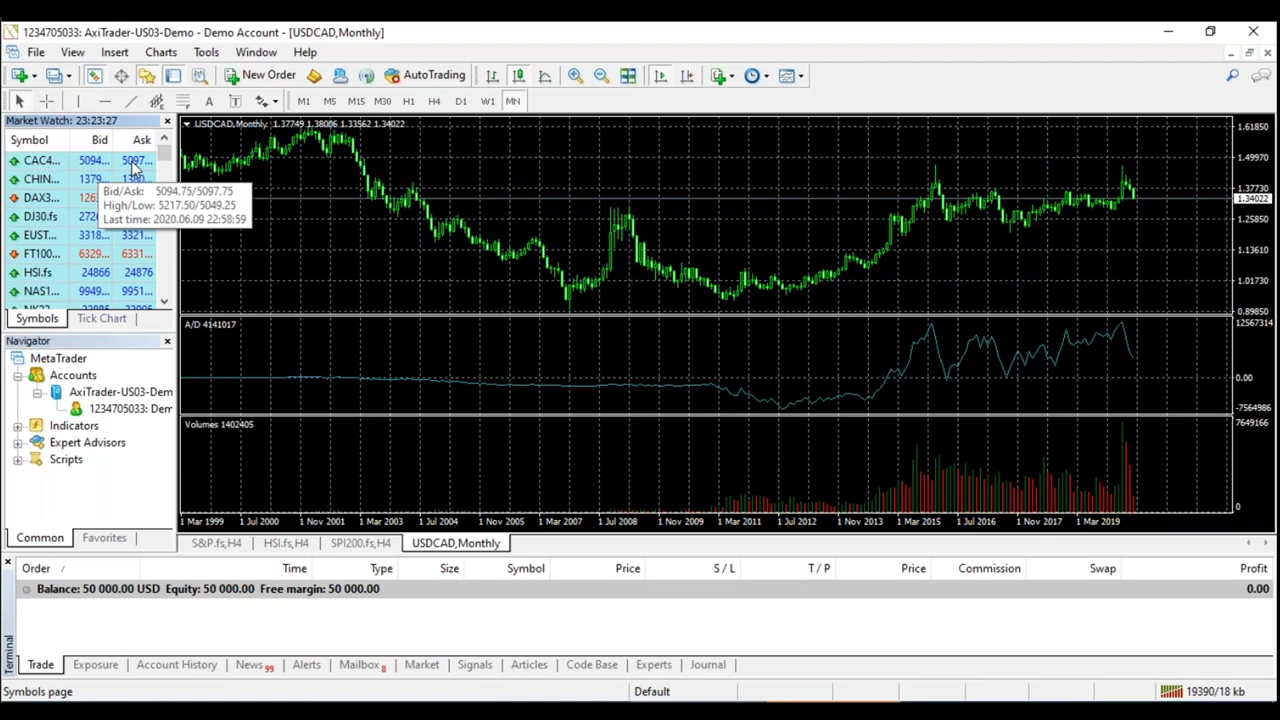 1234705033: AxiTrader-US03-Demo - Demo Account - [USDCAD,Monthly]
File View Insert Charts Tools Window Help
New Order AutoTrading
A T M1 M5 M15 M30 H1 H4 D1 W1 MN
Market Watch: 23:23:27
Symbol Bid Ask
CAC4... 5094... 5097...
CHIN... 1379...
DAX3...
DJ30.fs
EUST... 3318... 3321...
FT100... 6329... 6331...
HSI.fs 24866 24876
NAS1... 9949... 9951...
Bid/Ask: 5094.75/5097.75
High/Low: 5217.50/5049.25
Last time: 2020.06.09 22:58:59
Symbols Tick Chart
Navigator
MetaTrader
Accounts
AxiTrader-US03-Dem
1234705033: Dem
Indicators
Expert Advisors
Scripts
Common Favorites
USDCAD,Monthly 1.37749 1.38006 1.33562 1.34022
1.61850
1.49970
1.37730
1.34022
1.25850
1.13610
1.01730
0.89850
A/D 4141017
12567314
0.00
-7564986
Volumes 1402405
7649166
0
1 Mar 1999 1 Jul 2000 1 Nov 2001 1 Mar 2003 1 Jul 2004 1 Nov 2005 1 Mar 2007 1 Jul 2008 1 Nov 2009 1 Mar 2011 1 Jul 2012 1 Nov 2013 1 Mar 2015 1 Jul 2016 1 Nov 2017 1 Mar 2019
S&P.fs,H4 HSI.fs,H4 SPI200.fs,H4 USDCAD,Monthly
Order / Time Type Size Symbol Price S / L T / P Price Commission Swap Profit
Balance: 50 000.00 USD Equity: 50 000.00 Free margin: 50 000.00 0.00
Terminal
Trade Exposure Account History News 99 Alerts Mailbox 8 Market Signals Articles Code Base Experts Journal
Symbols page Default 19390/18 kb